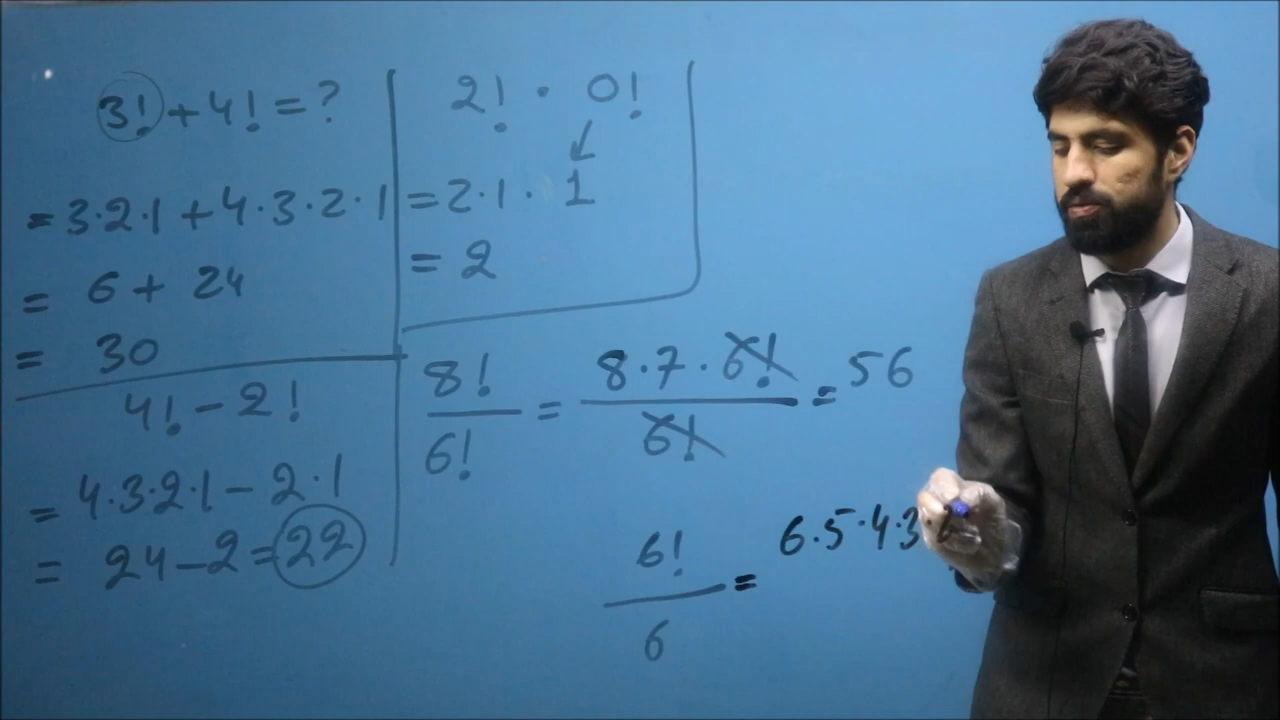 3! + 4! = ?
= 3·2·1 + 4·3·2·1
= 6 + 24
= 30
4! - 2!
= 4·3·2·1 - 2·1
= 24 - 2 = 22
2! · 0!
= 2·1 · 1
= 2
8!
6!
=
8·7·6!
6!
= 56
6!
6
=
6·5·4·3